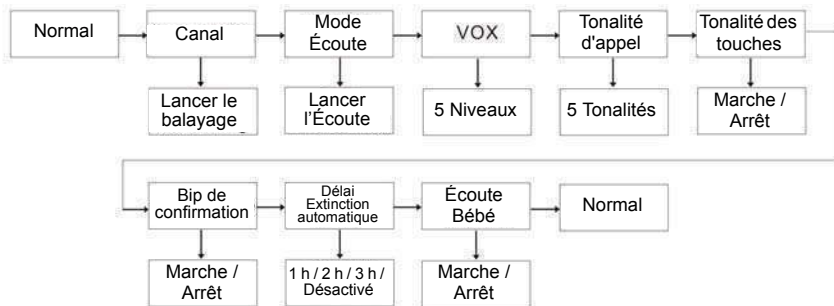 Normal
Canal
Mode
Écoute
VOX
Tonalité
d'appel
Tonalité des
touches
Lancer le
balayage
Lancer
l'Écoute
5 Niveaux
5 Tonalités
Marche /
Arrêt
Bip de
confirmation
Délai
Extinction
automatique
Écoute
Bébé
Normal
Marche /
Arrêt
1 h / 2 h / 3 h /
Désactivé
Marche /
Arrêt